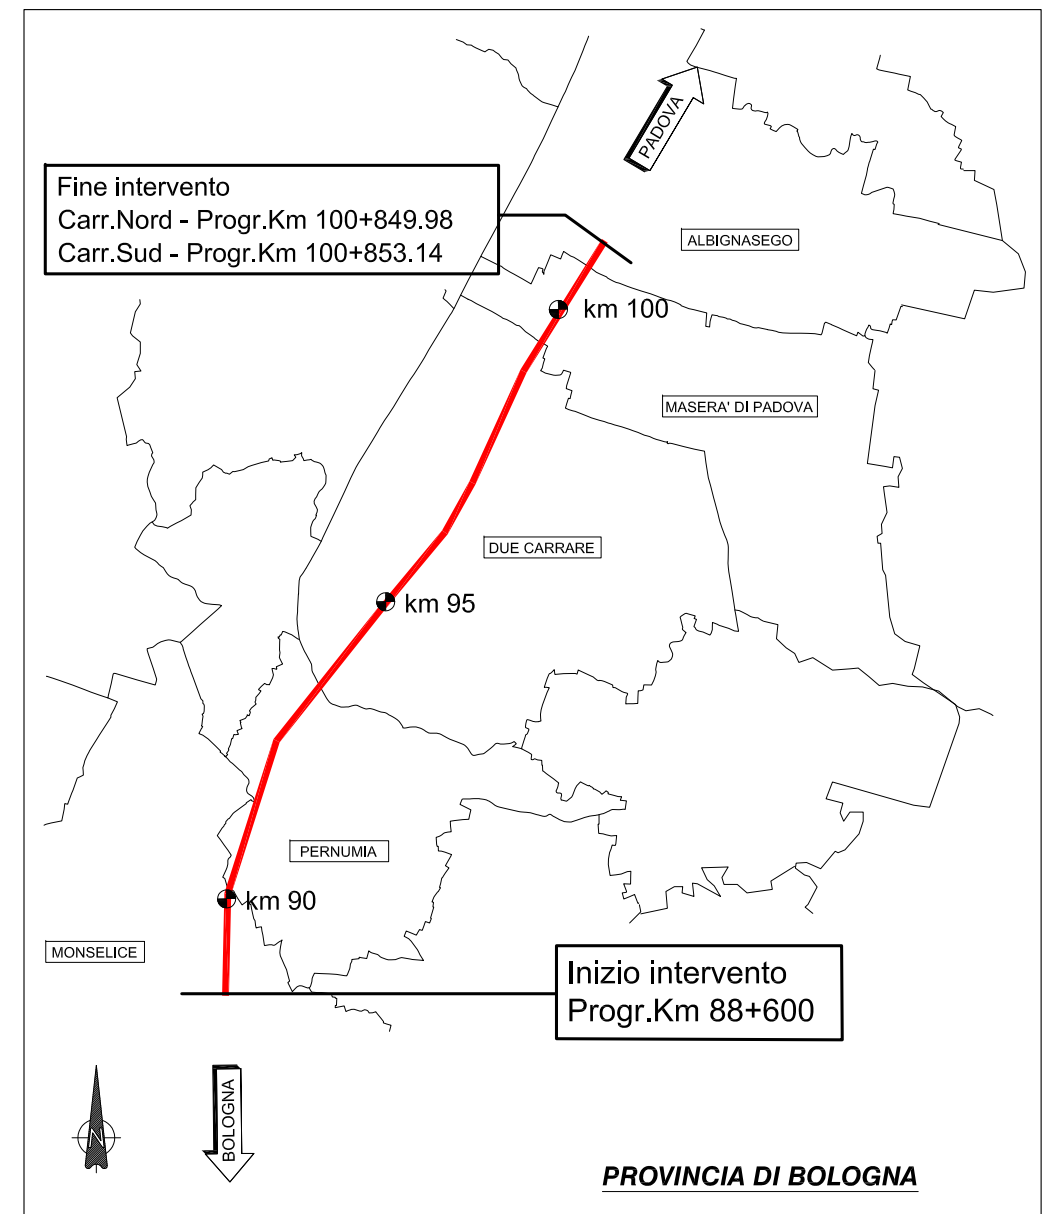 PADOVA
Fine intervento
Carr.Nord - Progr.Km 100+849.98
Carr.Sud - Progr.Km 100+853.14
ALBIGNASEGO
km 100
MASERA' DI PADOVA
DUE CARRARE
km 95
PERNUMIA
km 90
MONSELICE
Inizio intervento
Progr.Km 88+600
N
BOLOGNA
PROVINCIA DI BOLOGNA